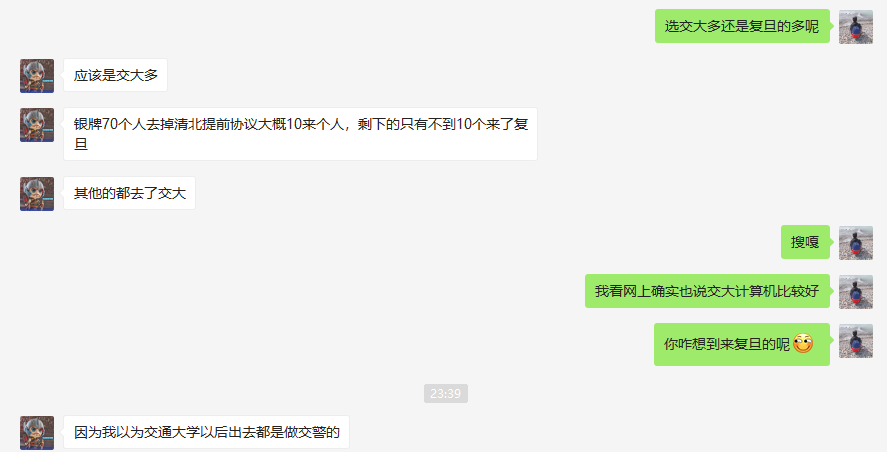 选交大多还是复旦的多呢
应该是交大多
银牌70个人去掉清北提前协议大概10来个人，剩下的只有不到10个来了复
旦
其他的都去了交大
搜嘎
我看网上确实也说交大计算机比较好
你咋想到来复旦的呢
23:39
因为我以为交通大学以后出去都是做交警的